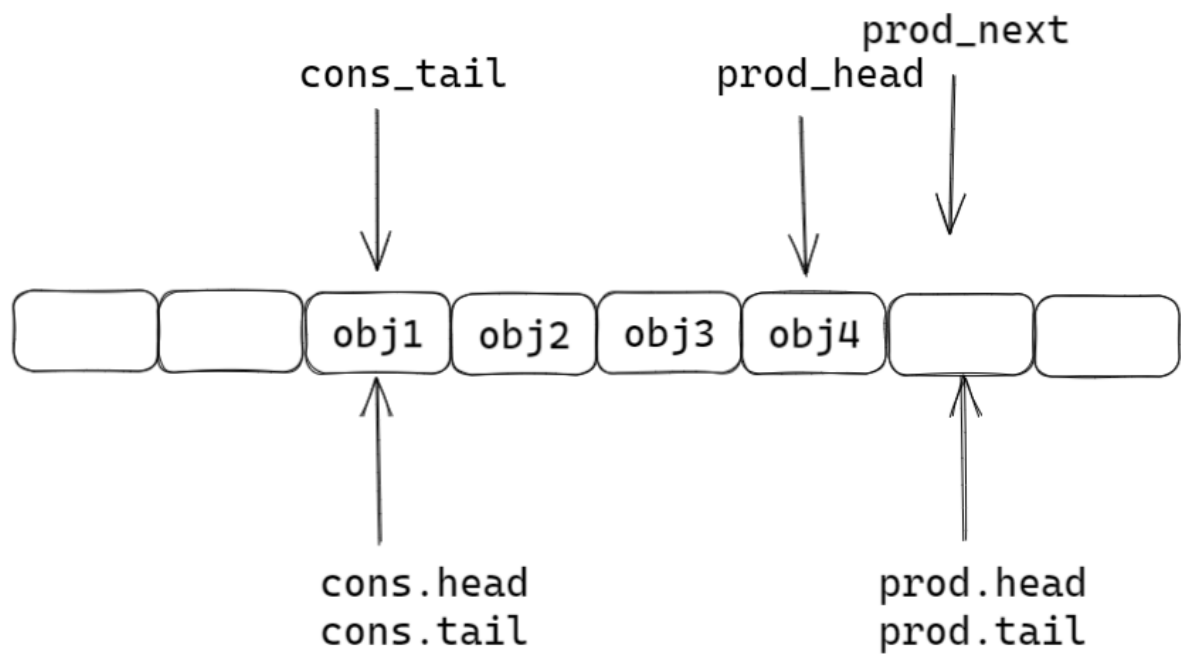 prod_next
cons_tail
prod_head
obj1
obj2
obj3
obj4
cons.head
cons.tail
prod.head
prod.tail